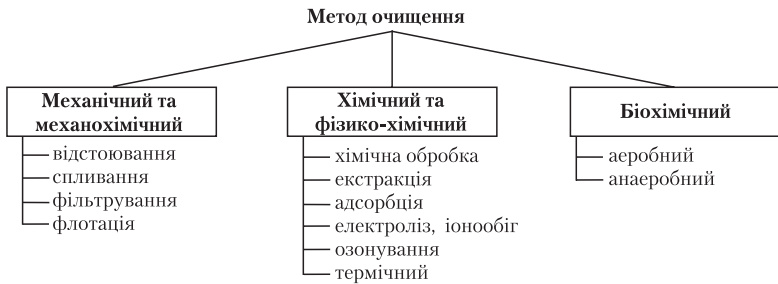 Метод очищення
Механічний та
механохімічний
відстоювання
спливання
фільтрування
флотація
Хімічний та
фізико-хімічний
хімічна обробка
екстракція
адсорбція
електроліз, іонообіг
озонування
термічний
Біохімічний
аеробний
анаеробний